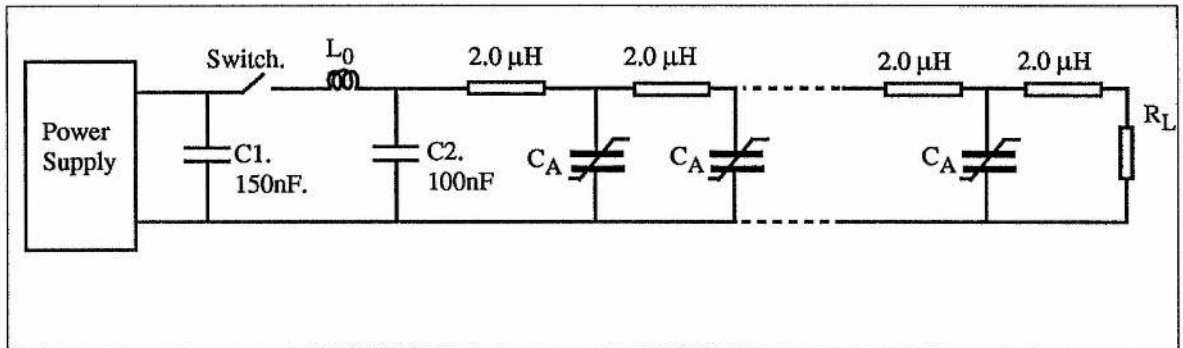 Power
Supply
Switch.
L0
C1.
150nF.
C2.
100nF
2.0 μH
CA
2.0 μH
CA
2.0 μH
CA
2.0 μH
RL